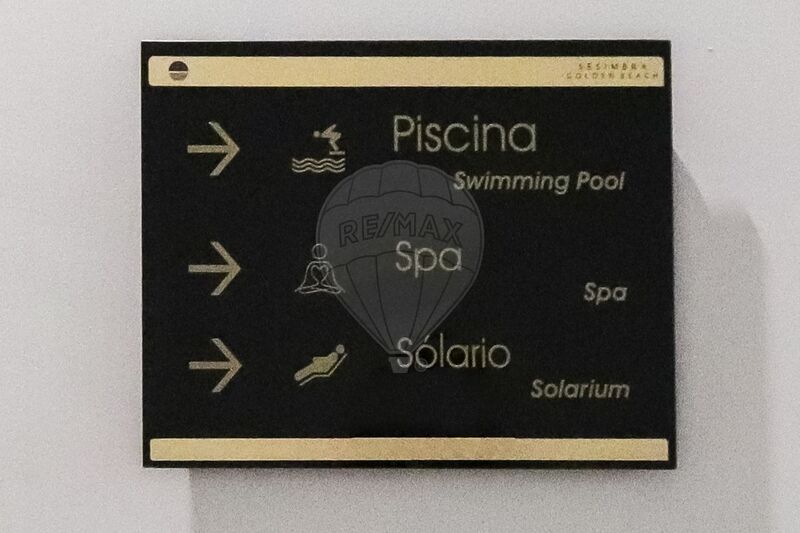 SESIMBRA
GOLDEN BEACH
Piscina
Swimming Pool
RE/MAX
Spa
Spa
Sólario
Solarium